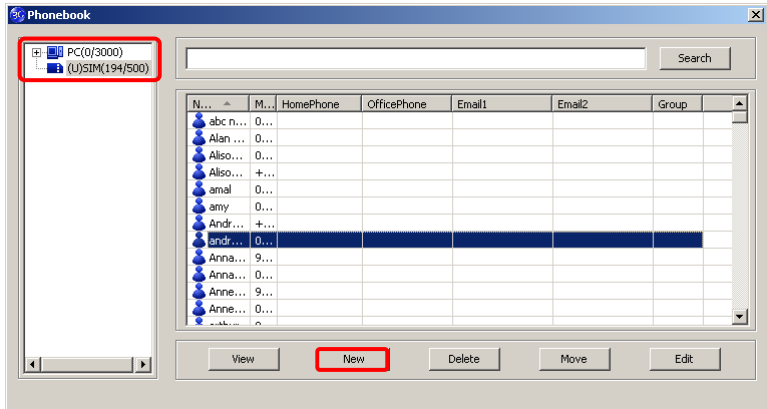 3G Phonebook
PC(0/3000)
(U)SIM(194/500)
Search
N... M... HomePhone OfficePhone Email1 Email2 Group
abc n... 0...
Alan ... 0...
Aliso... 0...
Aliso... +...
amal 0...
amy 0...
Andr... +...
andr... 0...
Anna... 9...
Anna... 0...
Anne... 9...
Anne... 0...
View New Delete Move Edit